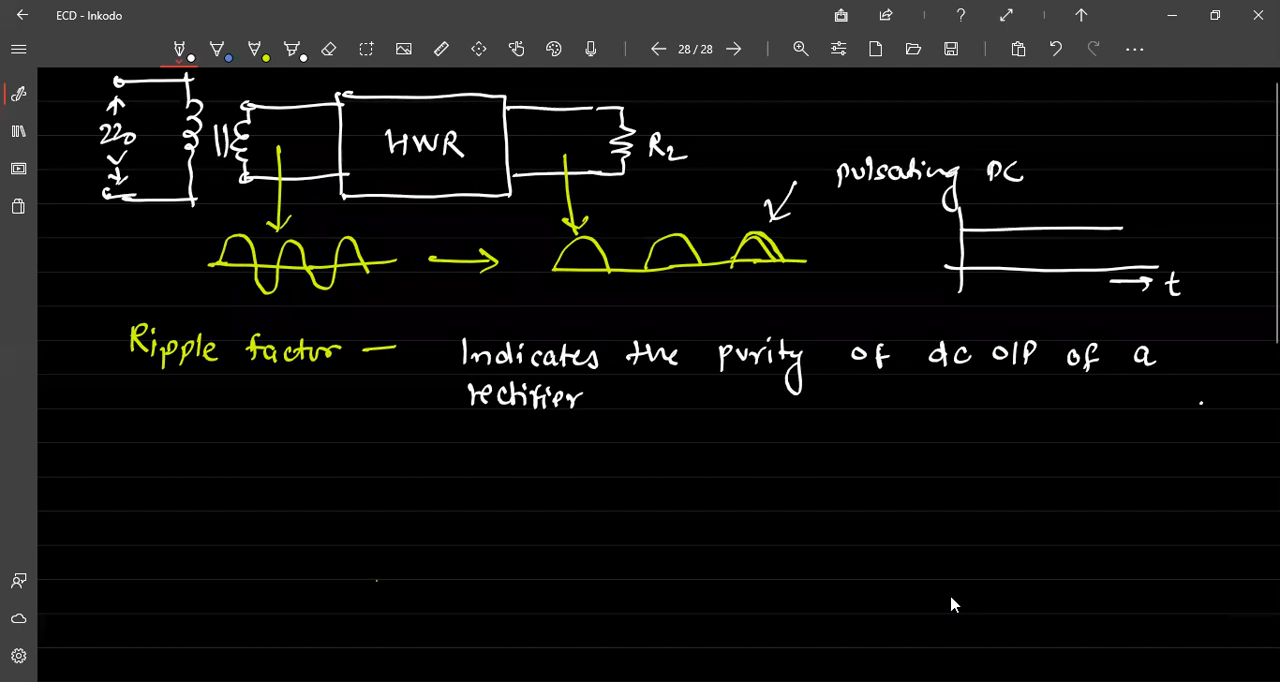 ECD - Inkodo
28 / 28
220
V
HWR
R2
pulsating DC
t
Ripple factor — Indicates the purity of dc o/p of a
rectifier